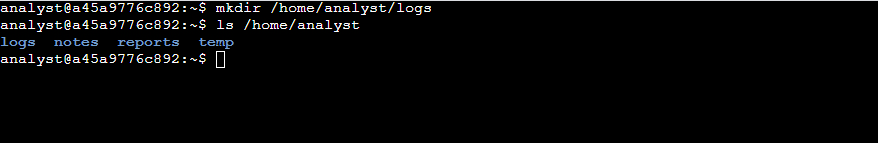 analyst@a45a9776c892:~$ mkdir /home/analyst/logs
analyst@a45a9776c892:~$ ls /home/analyst
logs  notes  reports  temp
analyst@a45a9776c892:~$